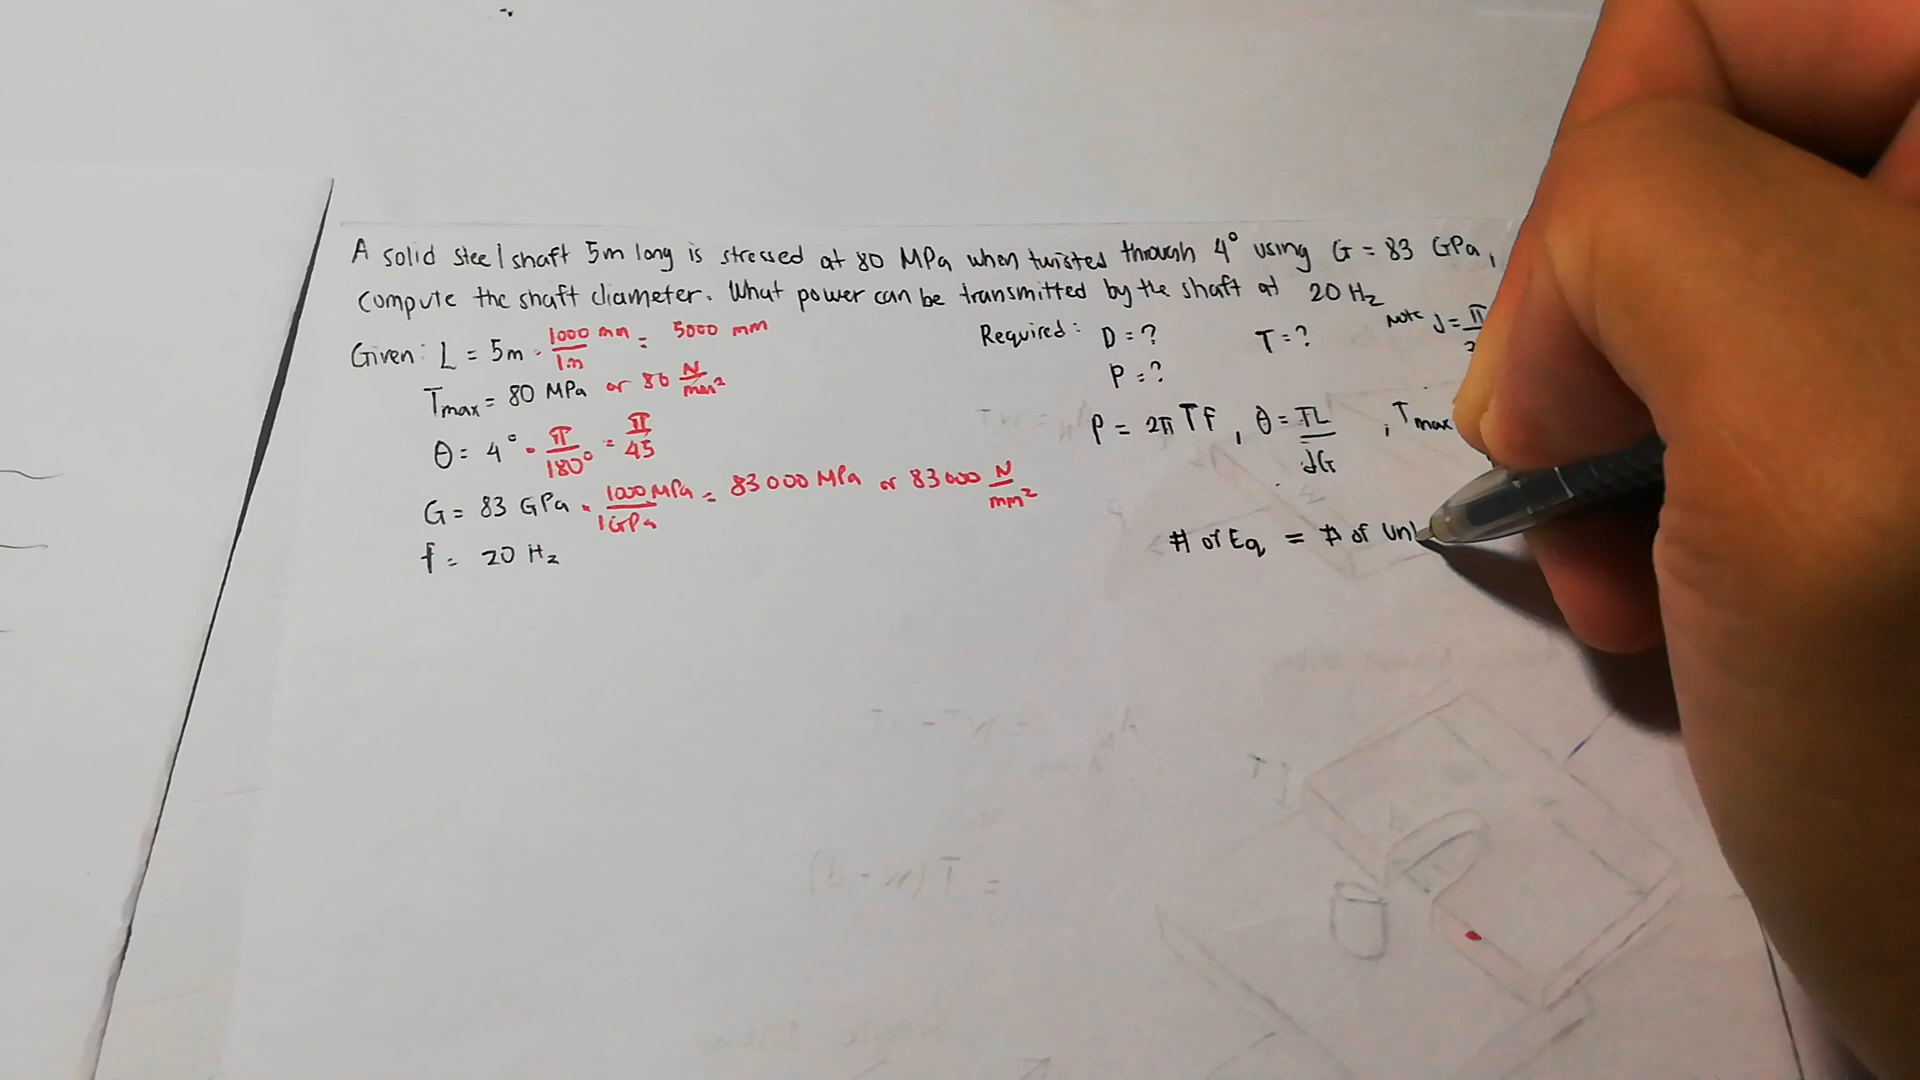 A solid steel shaft 5m long is stressed at 80 MPa when twisted through 4° using G = 83 GPa,
compute the shaft diameter. What power can be transmitted by the shaft at 20 Hz
Given: L = 5m · 1000 mm / 1m = 5000 mm
Tmax = 80 MPa or 80 N/mm²
θ = 4° · π/180° = π/45
G = 83 GPa · 1000 MPa / 1 GPa = 83 000 MPa or 83 000 N/mm²
f = 20 Hz
Required: D = ? T = ? Note J = π
P = ?
P = 2π T f , θ = TL/JG , Tmax
# of Eq = # of Un